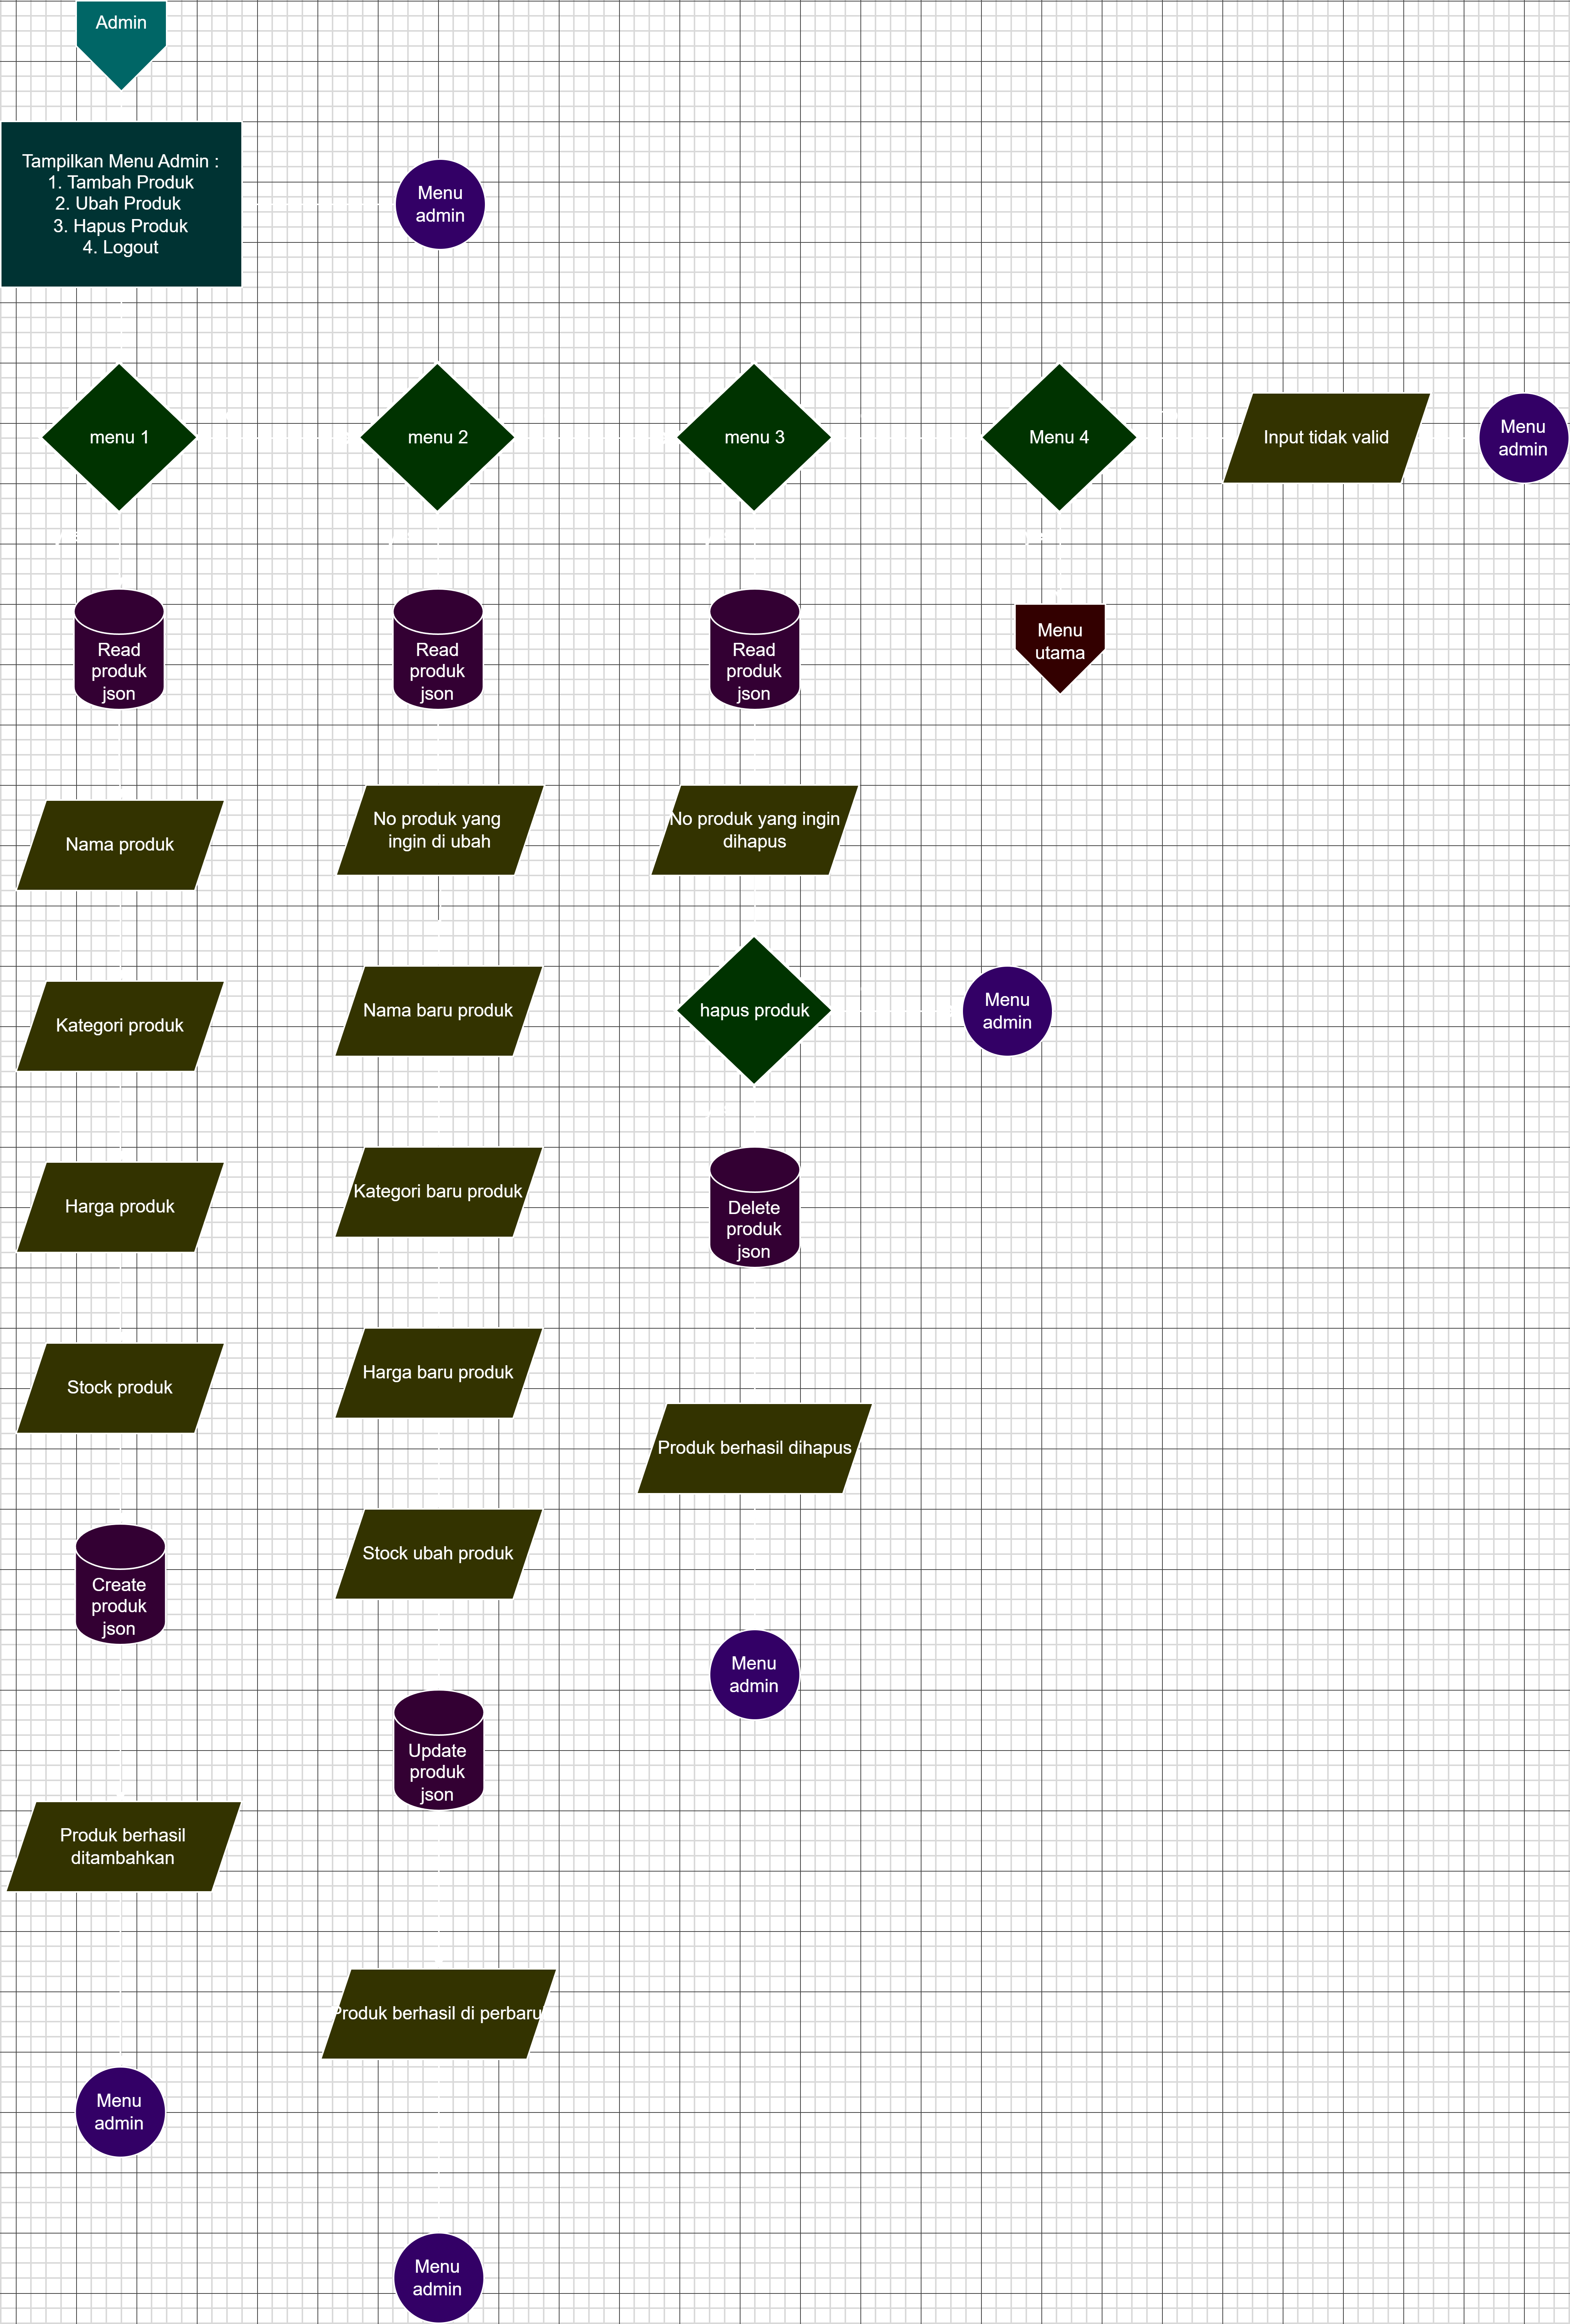 Admin
Tampilkan Menu Admin :
1. Tambah Produk
2. Ubah Produk
3. Hapus Produk
4. Logout
Menu
admin
menu 1
menu 2
menu 3
Menu 4
Input tidak valid
Menu
admin
Read
produk
json
Read
produk
json
Read
produk
json
Menu
utama
Nama produk
No produk yang
ingin di ubah
No produk yang ingin
dihapus
Kategori produk
Nama baru produk
hapus produk
Menu
admin
Harga produk
Kategori baru produk
Delete
produk
json
Stock produk
Harga baru produk
Produk berhasil dihapus
Create
produk
json
Stock ubah produk
Menu
admin
Update
produk
json
Produk berhasil
ditambahkan
Produk berhasil di perbaru
Menu
admin
Menu
admin